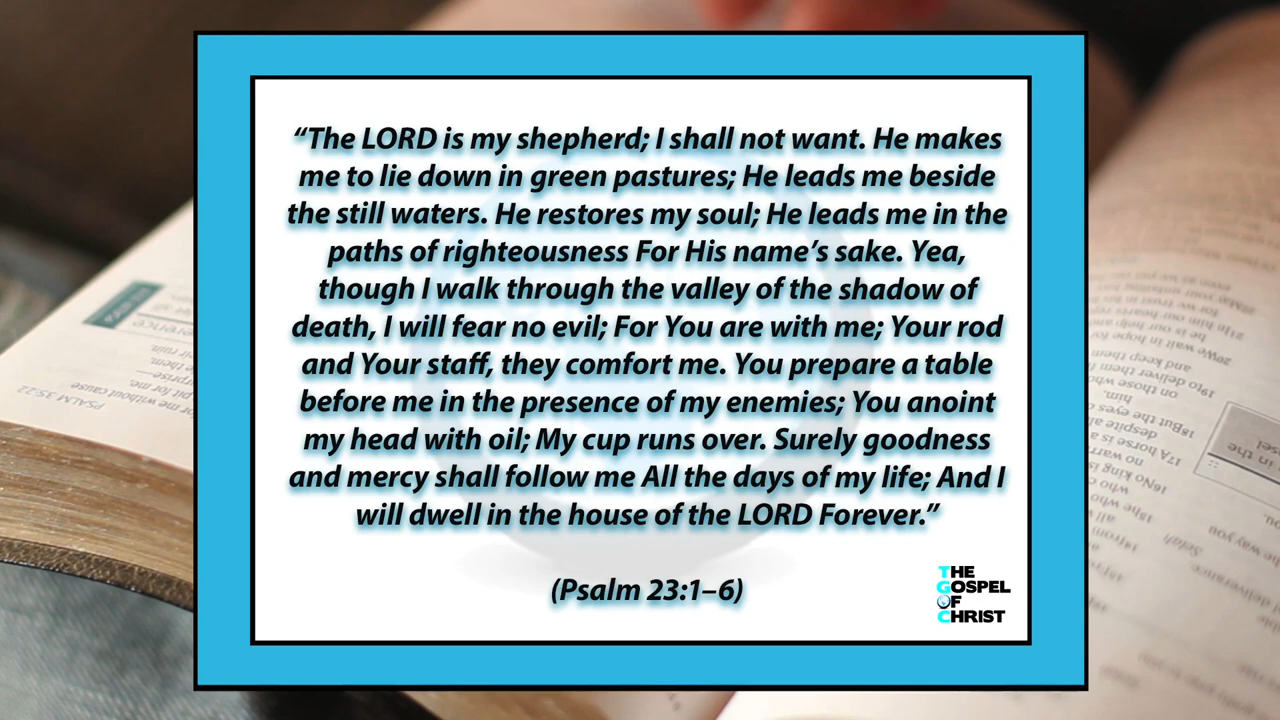 “The LORD is my shepherd; I shall not want. He makes
me to lie down in green pastures; He leads me beside
the still waters. He restores my soul; He leads me in the
paths of righteousness For His name’s sake. Yea,
though I walk through the valley of the shadow of
death, I will fear no evil; For You are with me; Your rod
and Your staff, they comfort me. You prepare a table
before me in the presence of my enemies; You anoint
my head with oil; My cup runs over. Surely goodness
and mercy shall follow me All the days of my life; And I
will dwell in the house of the LORD Forever.”
(Psalm 23:1–6)
THE
GOSPEL
OF
CHRIST
PSALM 35:22